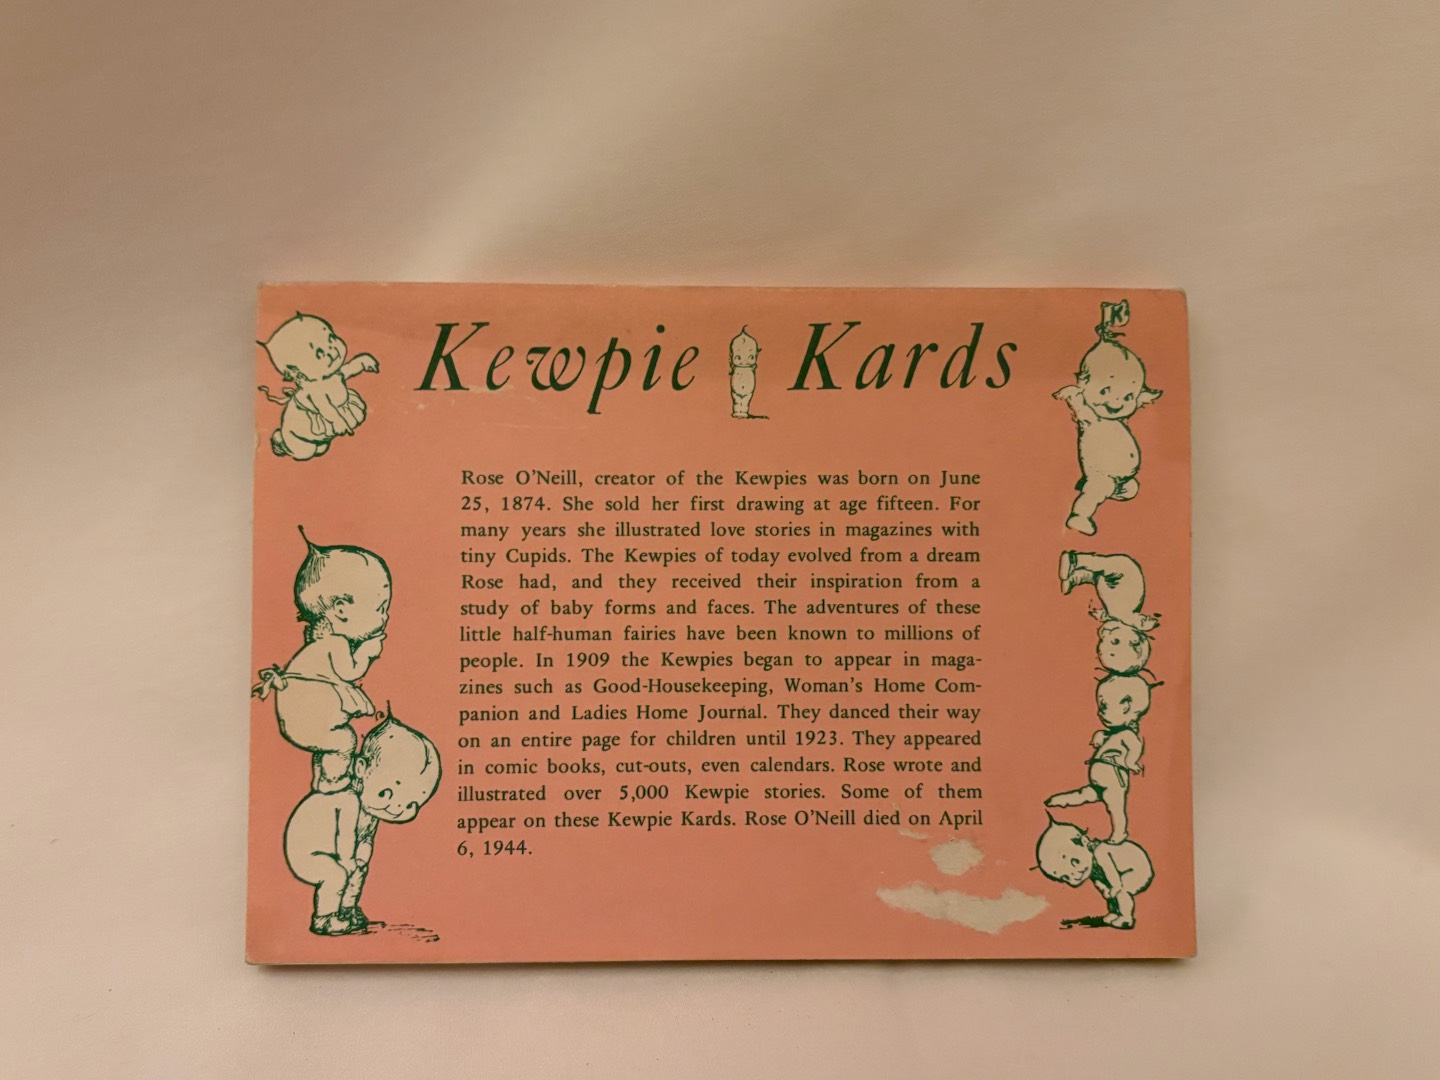 Kewpie Kards
K
Rose O'Neill, creator of the Kewpies was born on June
25, 1874. She sold her first drawing at age fifteen. For
many years she illustrated love stories in magazines with
tiny Cupids. The Kewpies of today evolved from a dream
Rose had, and they received their inspiration from a
study of baby forms and faces. The adventures of these
little half-human fairies have been known to millions of
people. In 1909 the Kewpies began to appear in maga-
zines such as Good-Housekeeping, Woman's Home Com-
panion and Ladies Home Journal. They danced their way
on an entire page for children until 1923. They appeared
in comic books, cut-outs, even calendars. Rose wrote and
illustrated over 5,000 Kewpie stories. Some of them
appear on these Kewpie Kards. Rose O'Neill died on April
6, 1944.